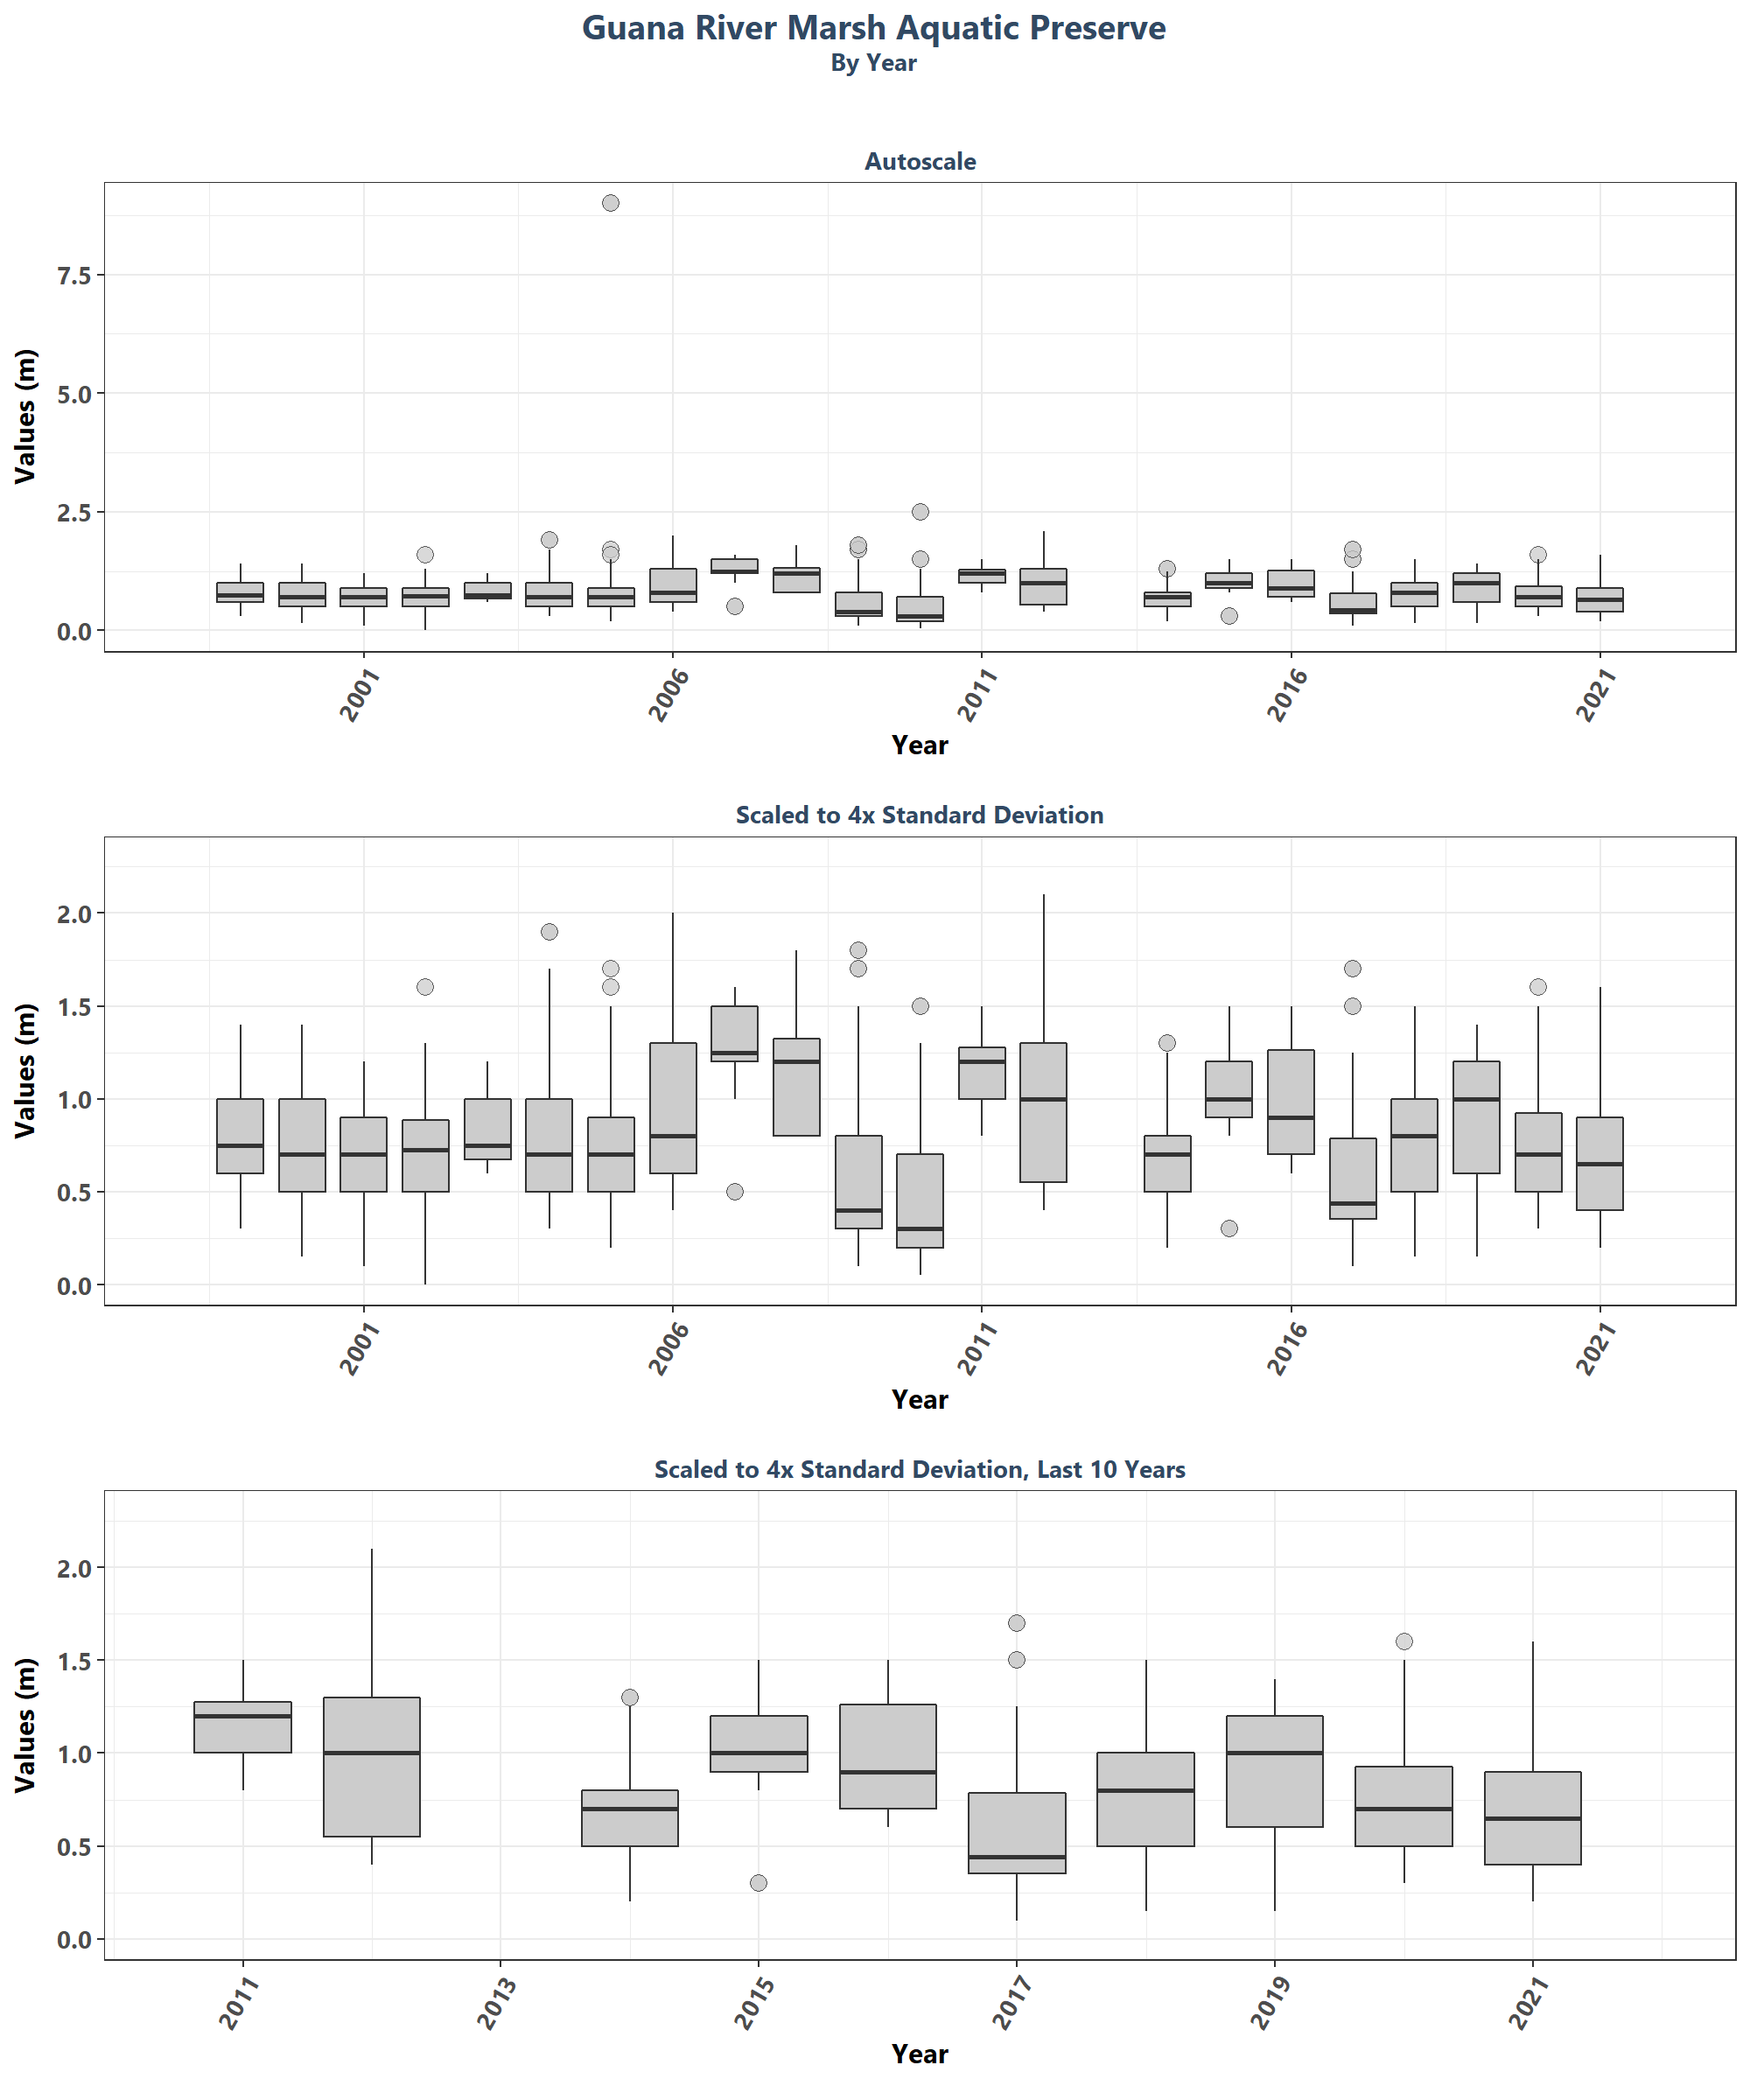 Guana River Marsh Aquatic Preserve
By Year
Autoscale
Values (m)
7.5
5.0
2.5
0.0
2001 2006 2011 2016 2021
Year
Scaled to 4x Standard Deviation
Values (m)
2.0
1.5
1.0
0.5
0.0
2001 2006 2011 2016 2021
Year
Scaled to 4x Standard Deviation, Last 10 Years
Values (m)
2.0
1.5
1.0
0.5
0.0
2011 2013 2015 2017 2019 2021
Year